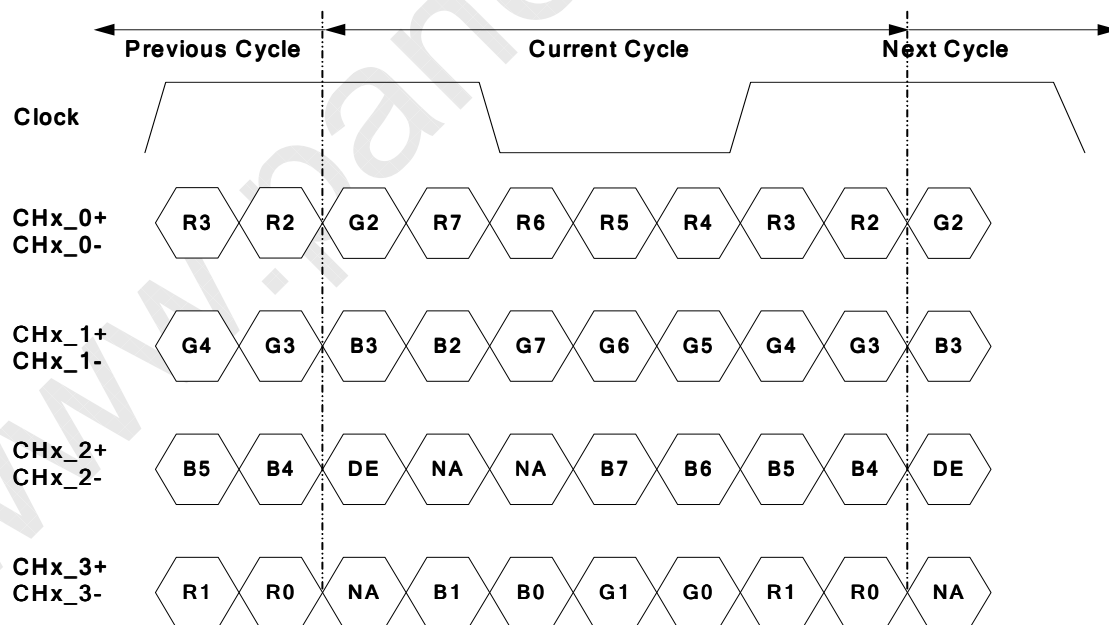 Previous Cycle Current Cycle Next Cycle
Clock
CHx_0+
CHx_0-
R3 R2 G2 R7 R6 R5 R4 R3 R2 G2
CHx_1+
CHx_1-
G4 G3 B3 B2 G7 G6 G5 G4 G3 B3
CHx_2+
CHx_2-
B5 B4 DE NA NA B7 B6 B5 B4 DE
CHx_3+
CHx_3-
R1 R0 NA B1 B0 G1 G0 R1 R0 NA